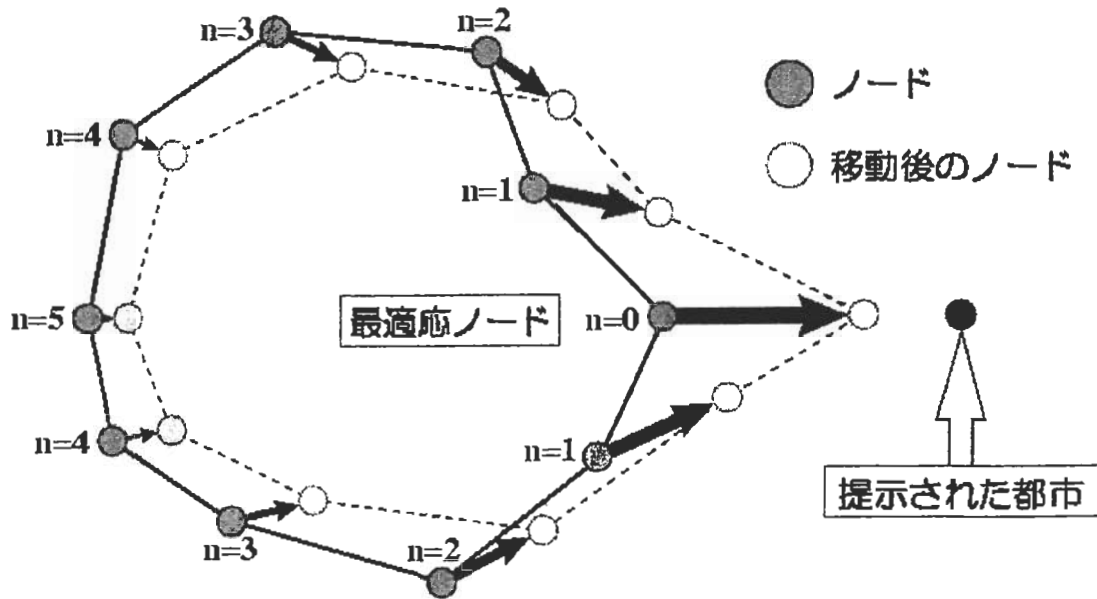 n=3
n=2
ノード
n=4
移動後のノード
n=1
n=5
最適応ノード
n=0
n=4
n=1
提示された都市
n=3
n=2